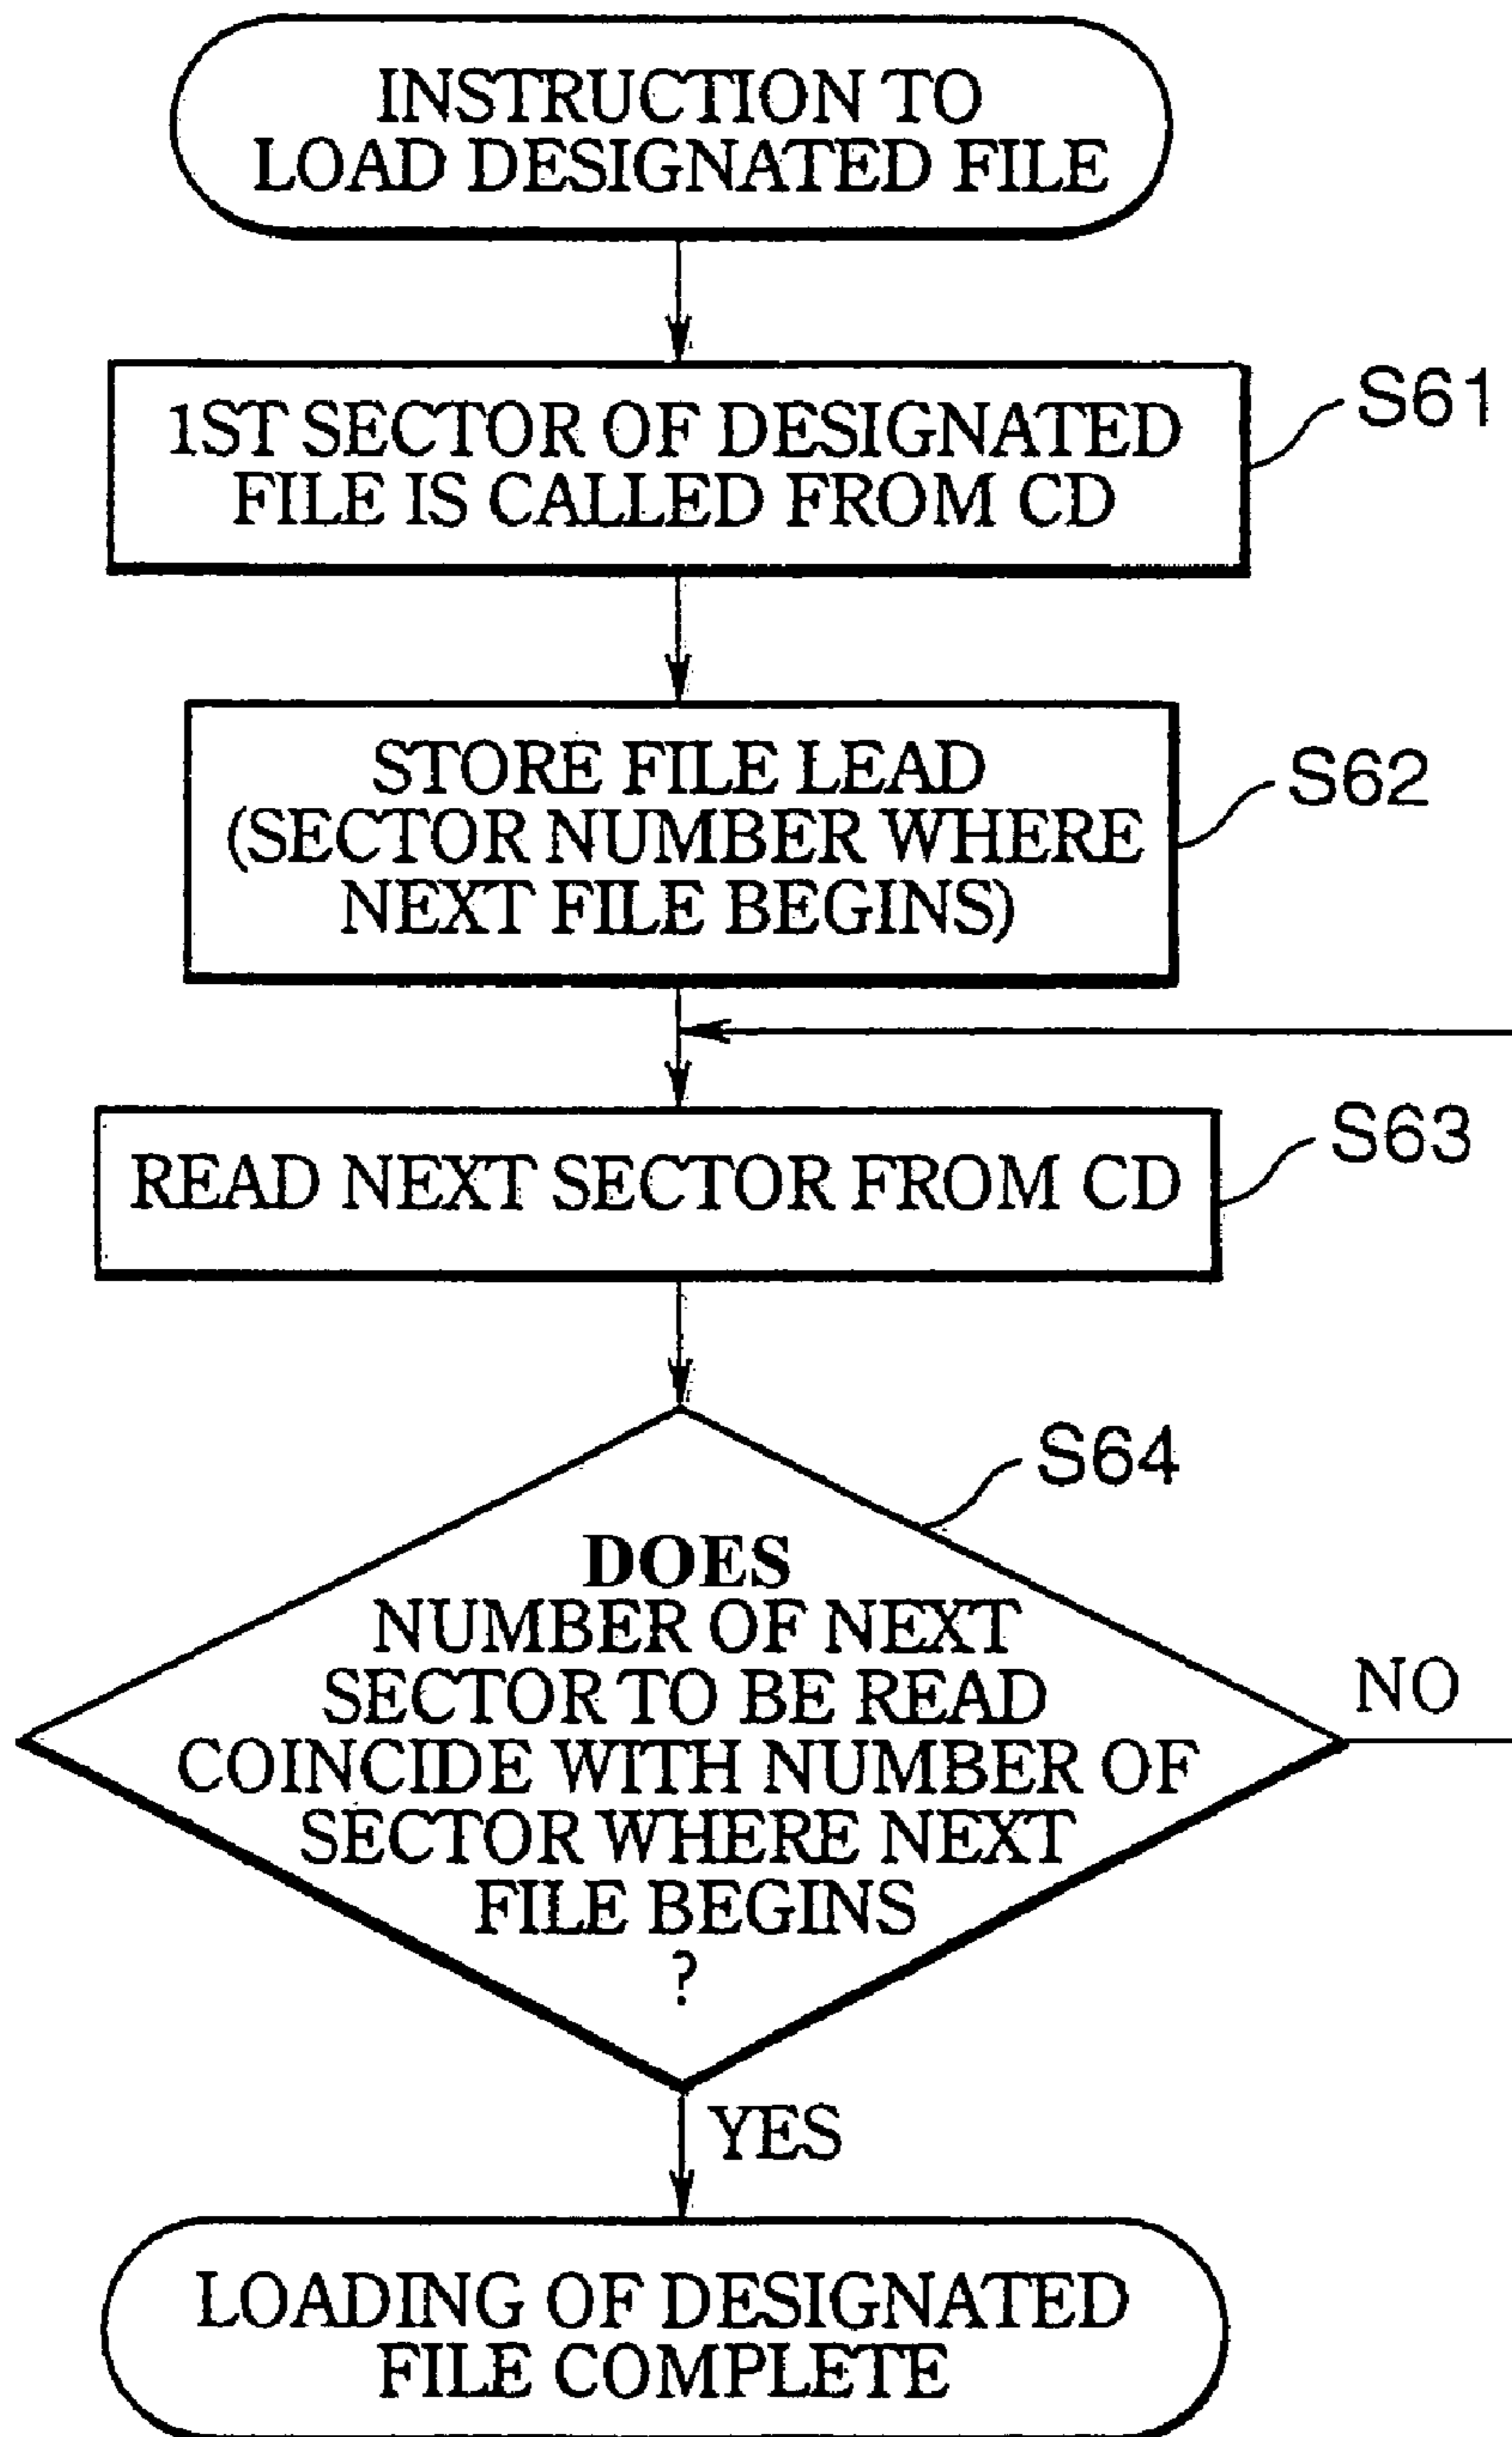 INSTRUCTION TO
LOAD DESIGNATED FILE
1ST SECTOR OF DESIGNATED
FILE IS CALLED FROM CD
S61
STORE FILE LEAD
(SECTOR NUMBER WHERE
NEXT FILE BEGINS)
S62
READ NEXT SECTOR FROM CD
S63
S64
DOES
NUMBER OF NEXT
SECTOR TO BE READ
COINCIDE WITH NUMBER OF
SECTOR WHERE NEXT
FILE BEGINS
?
NO
YES
LOADING OF DESIGNATED
FILE COMPLETE